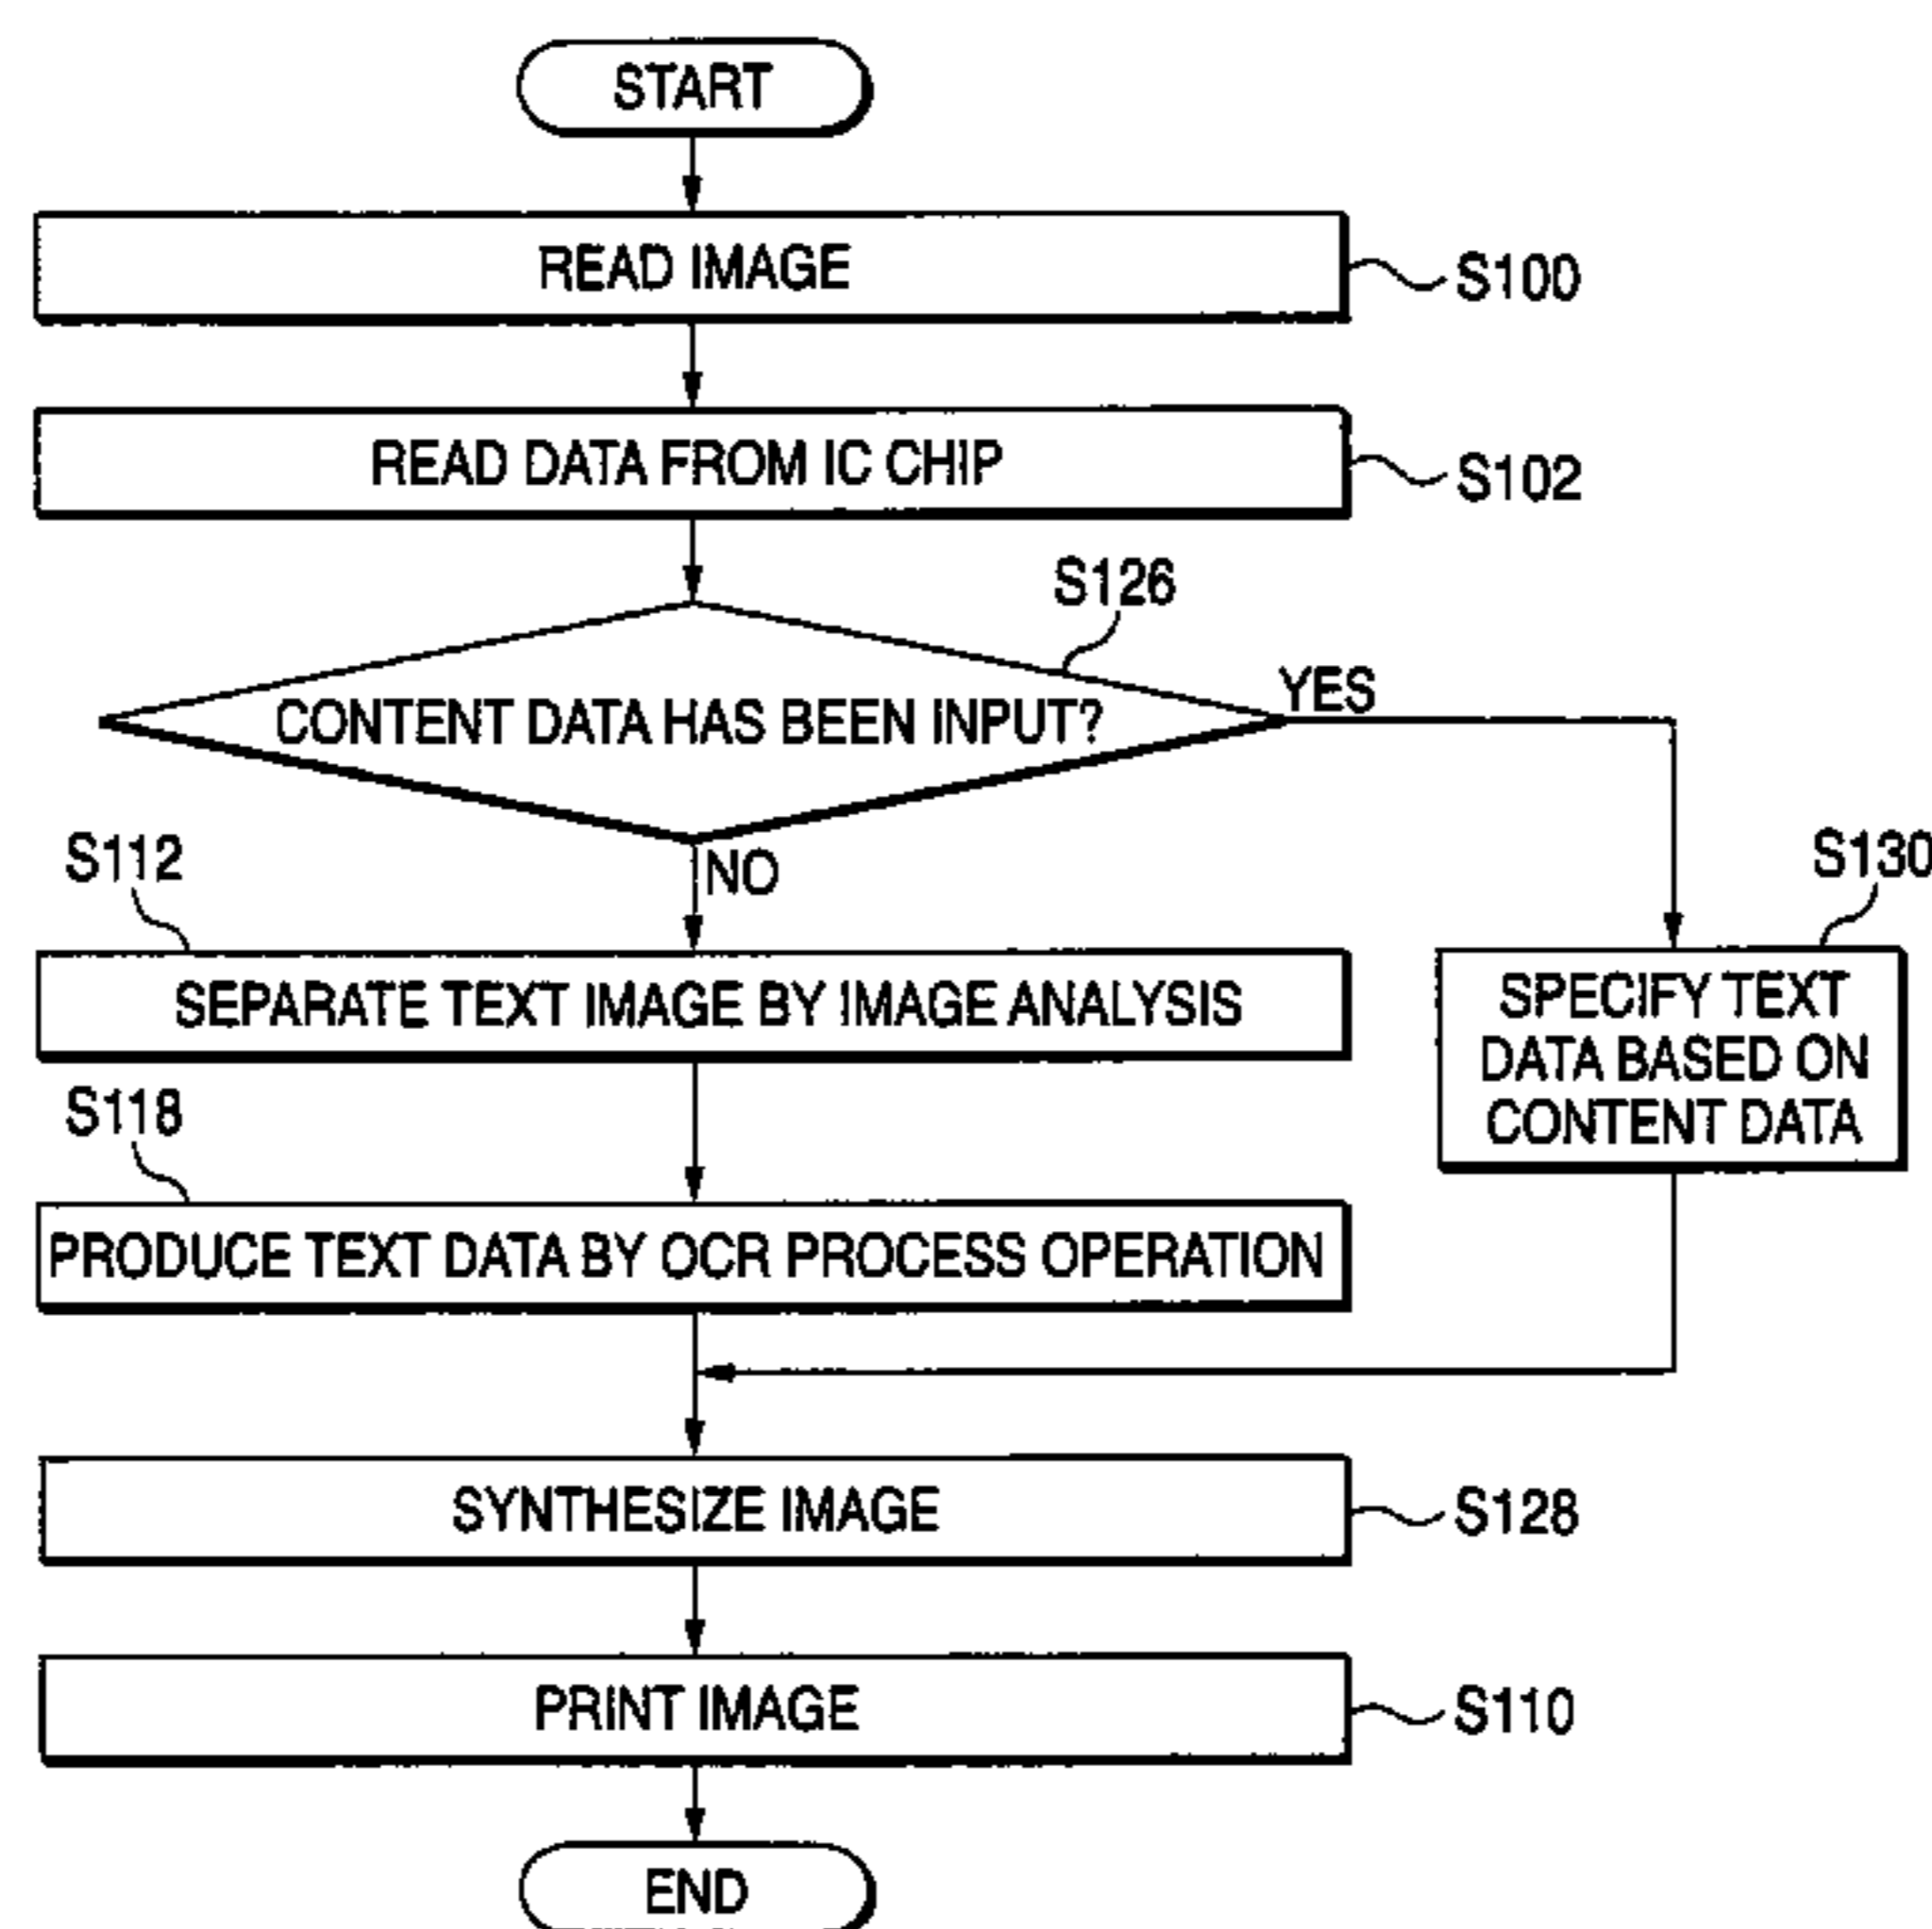 START
READ IMAGE
S100
READ DATA FROM IC CHIP
S102
S126
CONTENT DATA HAS BEEN INPUT?
YES
NO
S112
SEPARATE TEXT IMAGE BY IMAGE ANALYSIS
S130
SPECIFY TEXT
DATA BASED ON
CONTENT DATA
S118
PRODUCE TEXT DATA BY OCR PROCESS OPERATION
SYNTHESIZE IMAGE
S128
PRINT IMAGE
S110
END